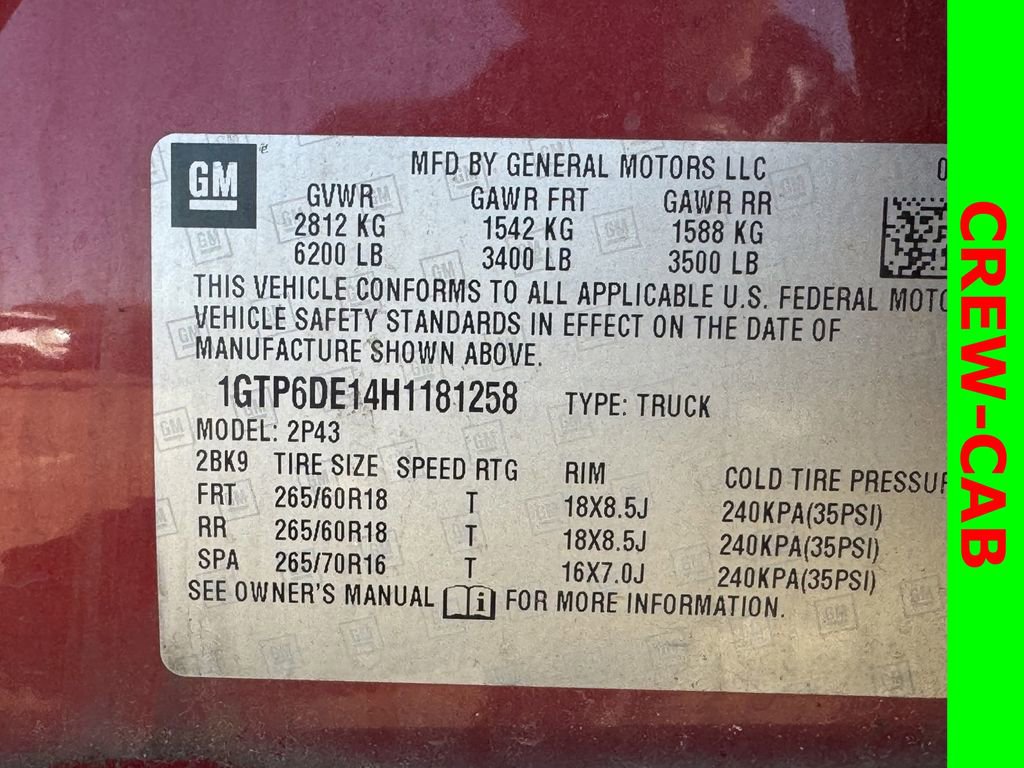 GM
MFD BY GENERAL MOTORS LLC
GVWR GAWR FRT GAWR RR
2812 KG 1542 KG 1588 KG
6200 LB 3400 LB 3500 LB
THIS VEHICLE CONFORMS TO ALL APPLICABLE U.S. FEDERAL MOTO
VEHICLE SAFETY STANDARDS IN EFFECT ON THE DATE OF
MANUFACTURE SHOWN ABOVE.
1GTP6DE14H1181258 TYPE: TRUCK
MODEL: 2P43
2BK9 TIRE SIZE SPEED RTG RIM COLD TIRE PRESSUR
FRT 265/60R18 T 18X8.5J 240KPA(35PSI)
RR 265/60R18 T 18X8.5J 240KPA(35PSI)
SPA 265/70R16 T 16X7.0J 240KPA(35PSI)
SEE OWNER'S MANUAL i FOR MORE INFORMATION.
CREW-CAB